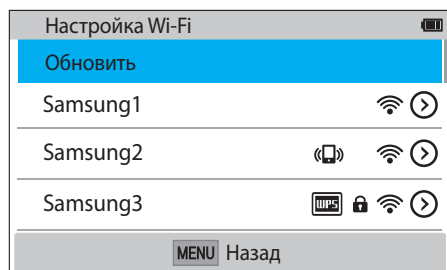 Настройка Wi-Fi
Обновить
Samsung1
Samsung2
Samsung3 WPS
MENU Назад